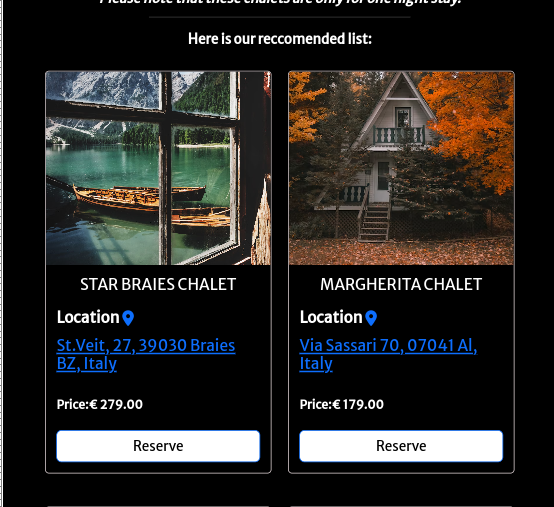 Please note that these chalets are only for one night stay.
Here is our reccomended list:
STAR BRAIES CHALET
Location
St.Veit, 27, 39030 Braies
BZ, Italy
Price:€ 279.00
Reserve
MARGHERITA CHALET
Location
Via Sassari 70, 07041 Al,
Italy
Price:€ 179.00
Reserve